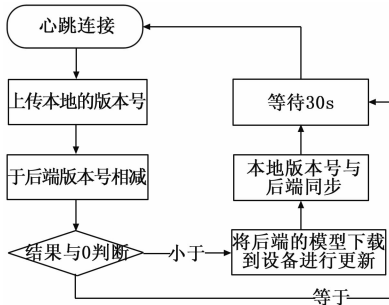 心跳连接
上传本地的版本号
于后端版本号相减
结果与0判断
小于
将后端的模型下载
到设备进行更新
本地版本号与
后端同步
等待30s
等于